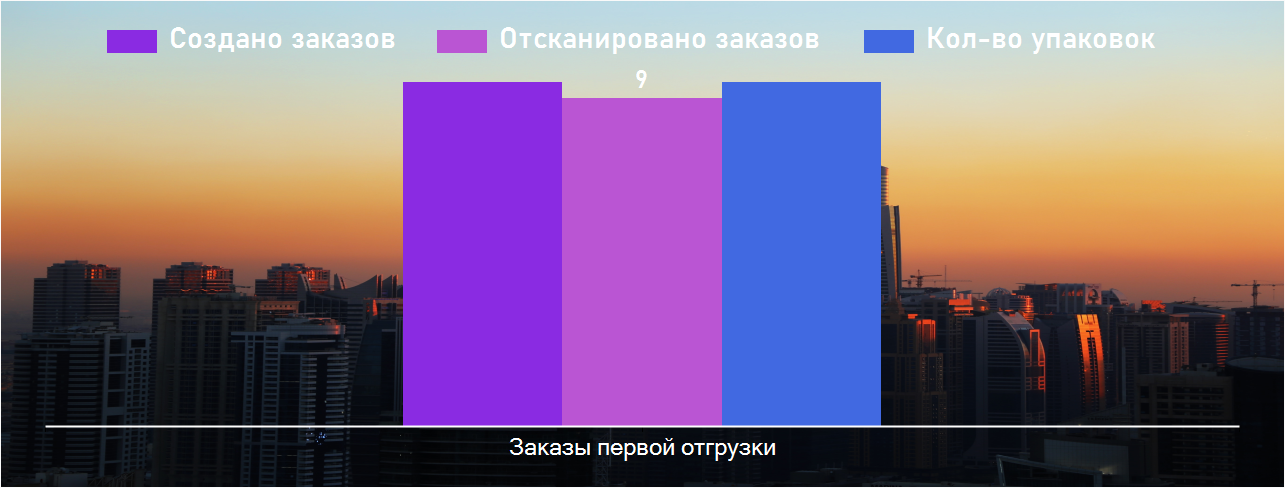 Создано заказов Отсканировано заказов Кол-во упаковок
9
Заказы первой отгрузки